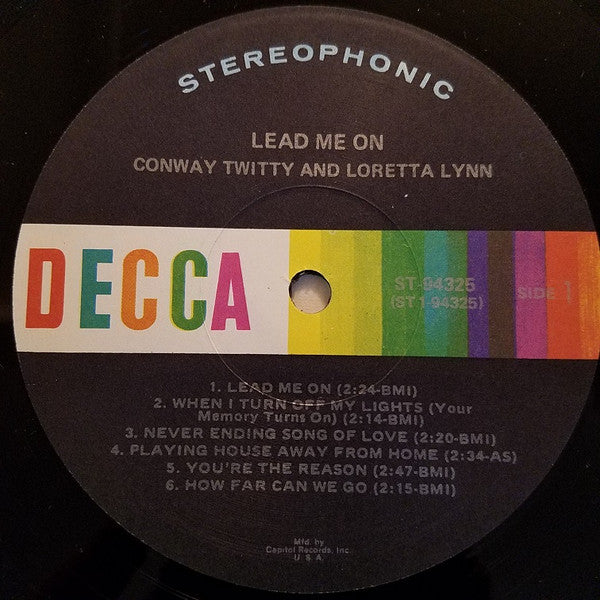 STEREOPHONIC
LEAD ME ON
CONWAY TWITTY AND LORETTA LYNN
DECCA
ST-94325
(ST 1-94325)
SIDE 1
1. LEAD ME ON (2:24-BMI)
2. WHEN I TURN OFF MY LIGHTS (Your
Memory Turns On) (2:14-BMI)
3. NEVER ENDING SONG OF LOVE (2:20-BMI)
4. PLAYING HOUSE AWAY FROM HOME (2:34-AS)
5. YOU'RE THE REASON (2:47-BMI)
6. HOW FAR CAN WE GO (2:15-BMI)
Mfd. by
Capitol Records, Inc.
U.S.A.